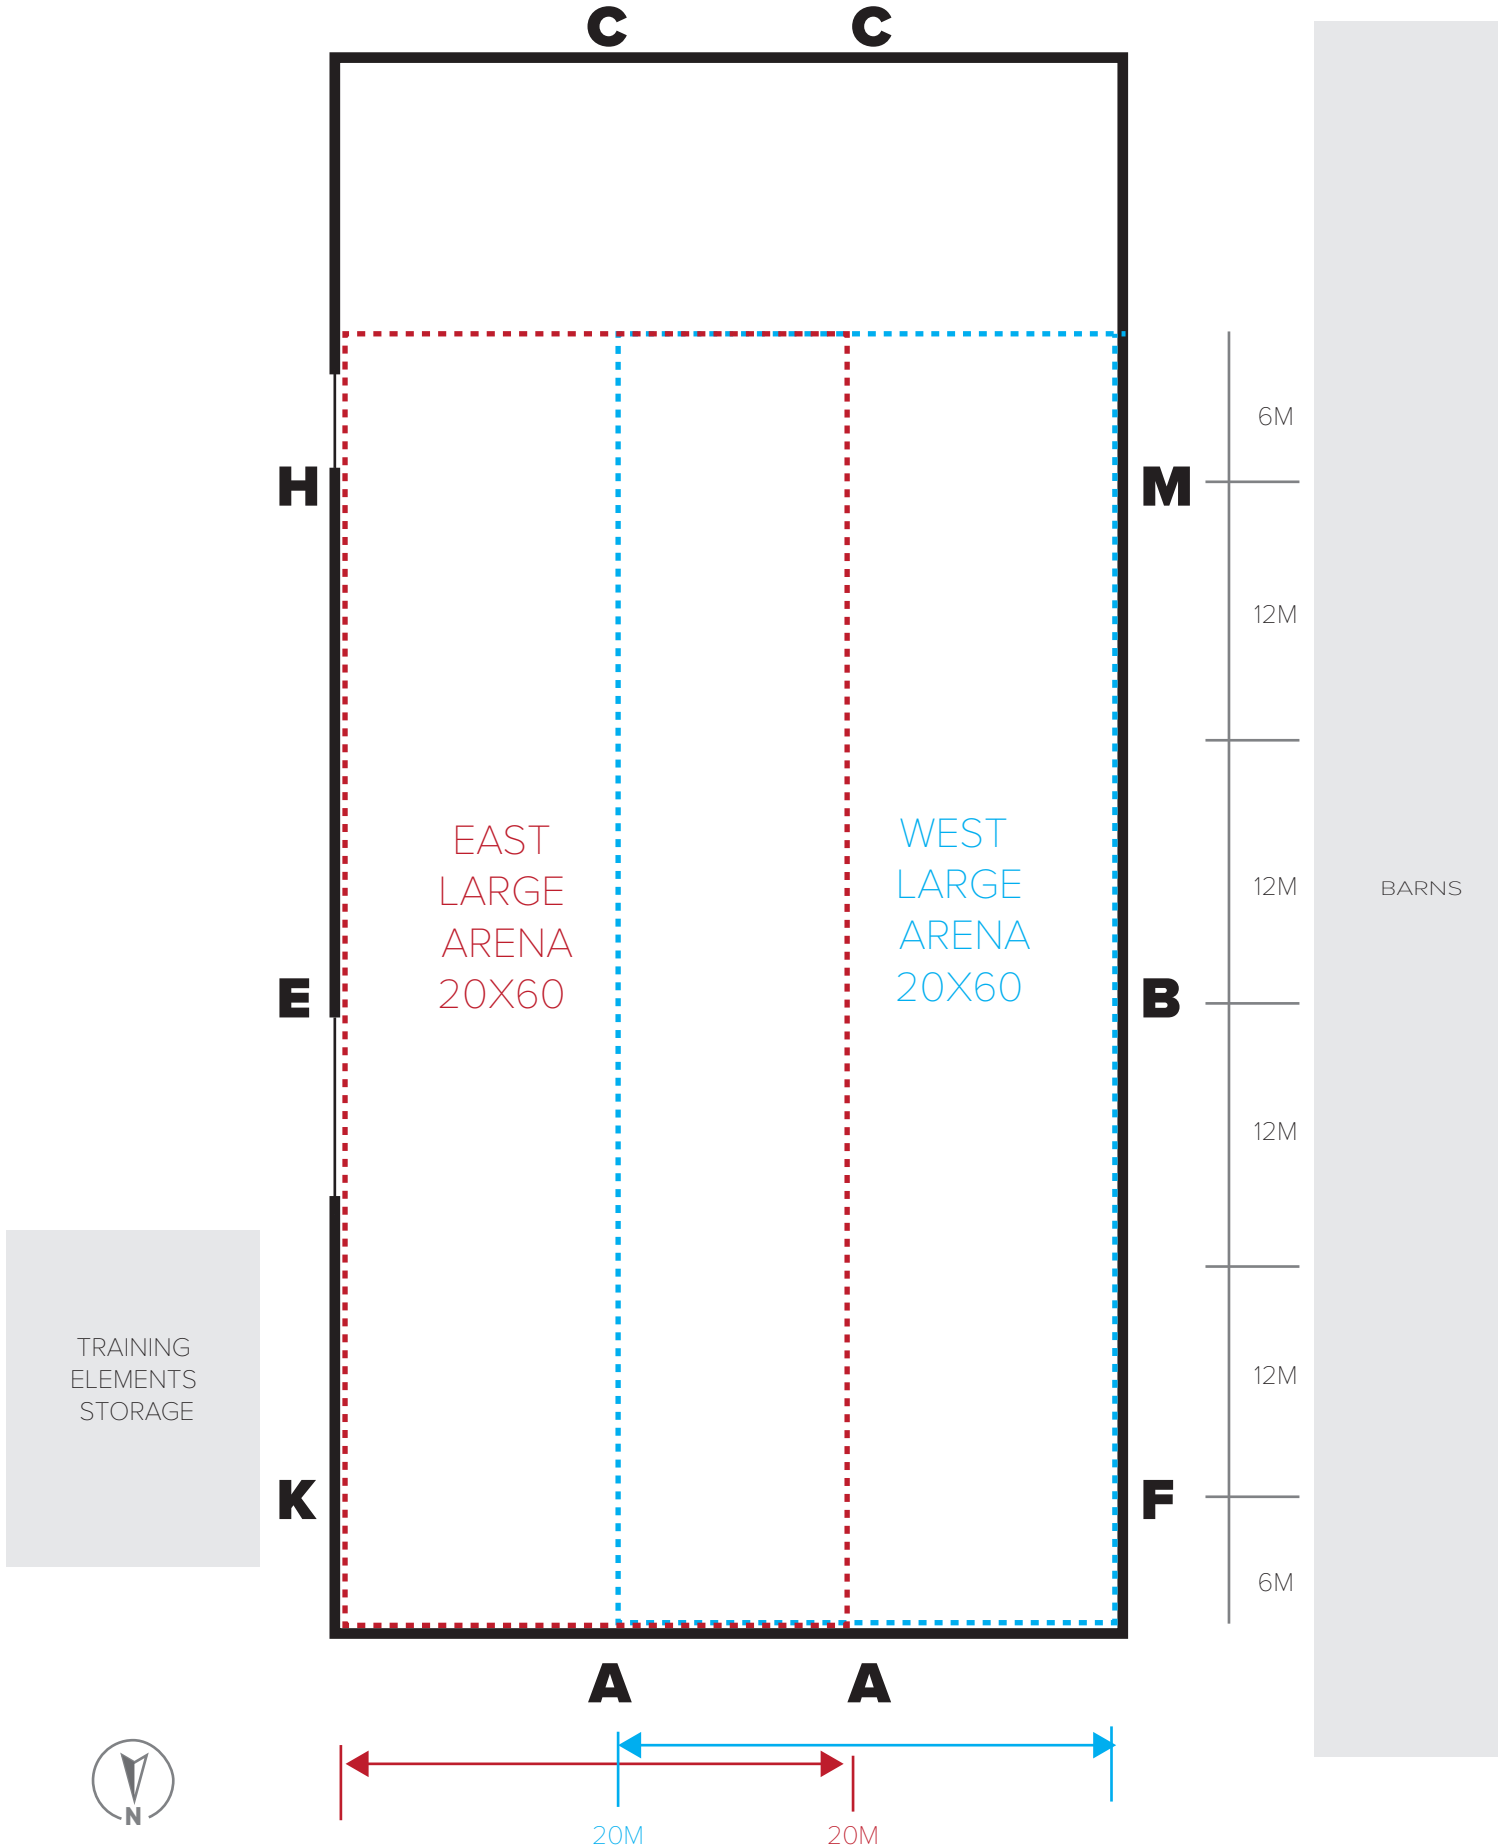 C C
6M
H M
12M
EAST
LARGE
ARENA
20X60
WEST
LARGE
ARENA
20X60
12M
BARNS
E B
12M
TRAINING
ELEMENTS
STORAGE
12M
K F
6M
A A
N
20M 20M